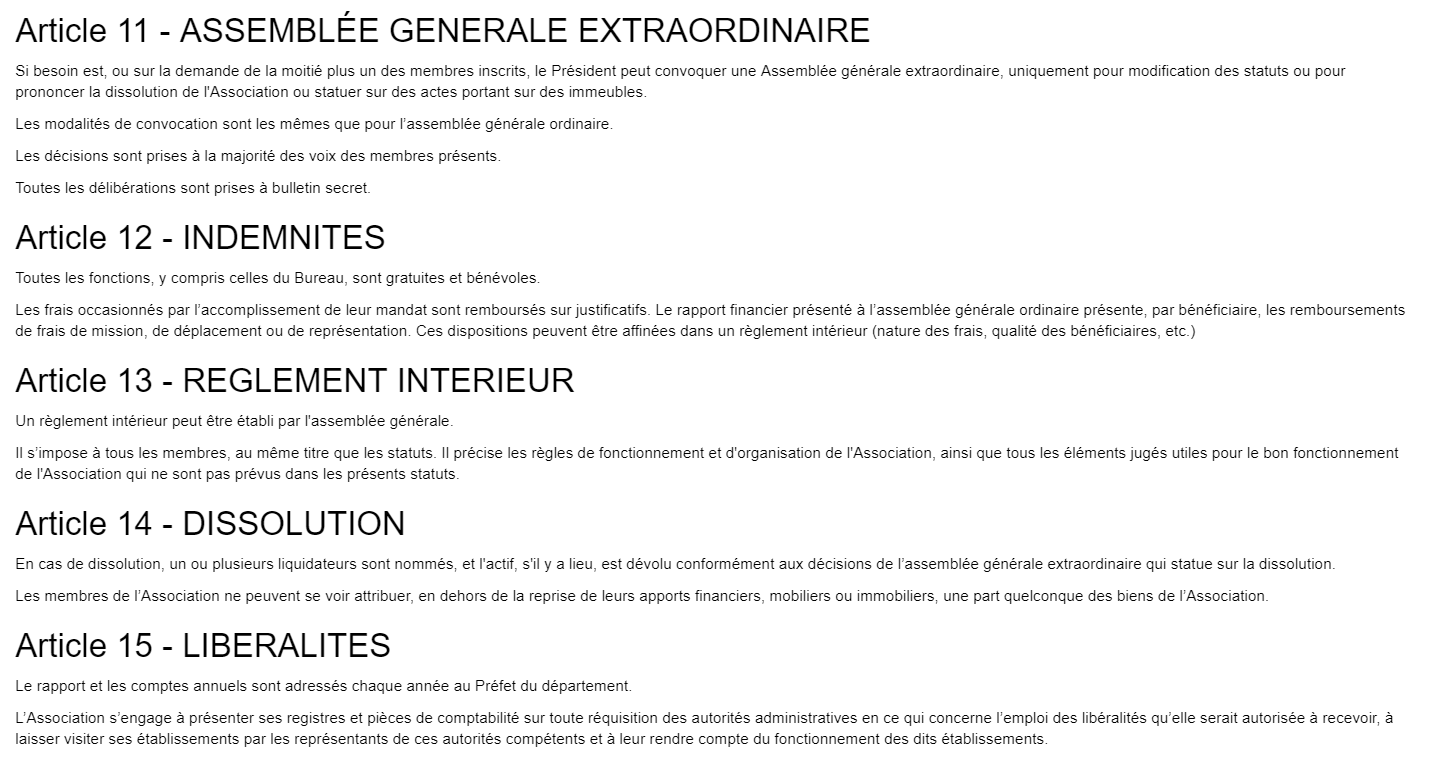 Article 11 - ASSEMBLÉE GENERALE EXTRAORDINAIRE
Si besoin est, ou sur la demande de la moitié plus un des membres inscrits, le Président peut convoquer une Assemblée générale extraordinaire, uniquement pour modification des statuts ou pour
prononcer la dissolution de l'Association ou statuer sur des actes portant sur des immeubles.
Les modalités de convocation sont les mêmes que pour l’assemblée générale ordinaire.
Les décisions sont prises à la majorité des voix des membres présents.
Toutes les délibérations sont prises à bulletin secret.
Article 12 - INDEMNITES
Toutes les fonctions, y compris celles du Bureau, sont gratuites et bénévoles.
Les frais occasionnés par l’accomplissement de leur mandat sont remboursés sur justificatifs. Le rapport financier présenté à l’assemblée générale ordinaire présente, par bénéficiaire, les remboursements
de frais de mission, de déplacement ou de représentation. Ces dispositions peuvent être affinées dans un règlement intérieur (nature des frais, qualité des bénéficiaires, etc.)
Article 13 - REGLEMENT INTERIEUR
Un règlement intérieur peut être établi par l'assemblée générale.
Il s’impose à tous les membres, au même titre que les statuts. Il précise les règles de fonctionnement et d'organisation de l'Association, ainsi que tous les éléments jugés utiles pour le bon fonctionnement
de l'Association qui ne sont pas prévus dans les présents statuts.
Article 14 - DISSOLUTION
En cas de dissolution, un ou plusieurs liquidateurs sont nommés, et l'actif, s'il y a lieu, est dévolu conformément aux décisions de l’assemblée générale extraordinaire qui statue sur la dissolution.
Les membres de l’Association ne peuvent se voir attribuer, en dehors de la reprise de leurs apports financiers, mobiliers ou immobiliers, une part quelconque des biens de l’Association.
Article 15 - LIBERALITES
Le rapport et les comptes annuels sont adressés chaque année au Préfet du département.
L’Association s’engage à présenter ses registres et pièces de comptabilité sur toute réquisition des autorités administratives en ce qui concerne l’emploi des libéralités qu’elle serait autorisée à recevoir, à
laisser visiter ses établissements par les représentants de ces autorités compétents et à leur rendre compte du fonctionnement des dits établissements.